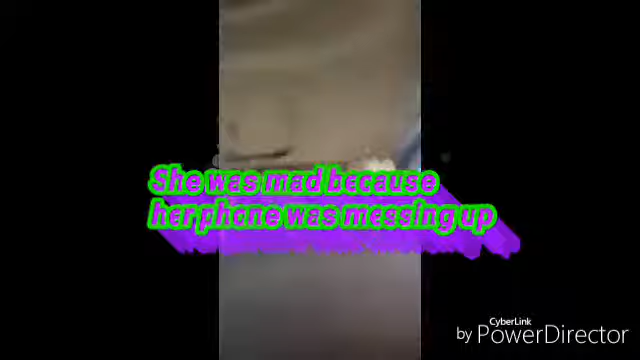 She was mad because
her phone was messing up
CyberLink
by PowerDirector